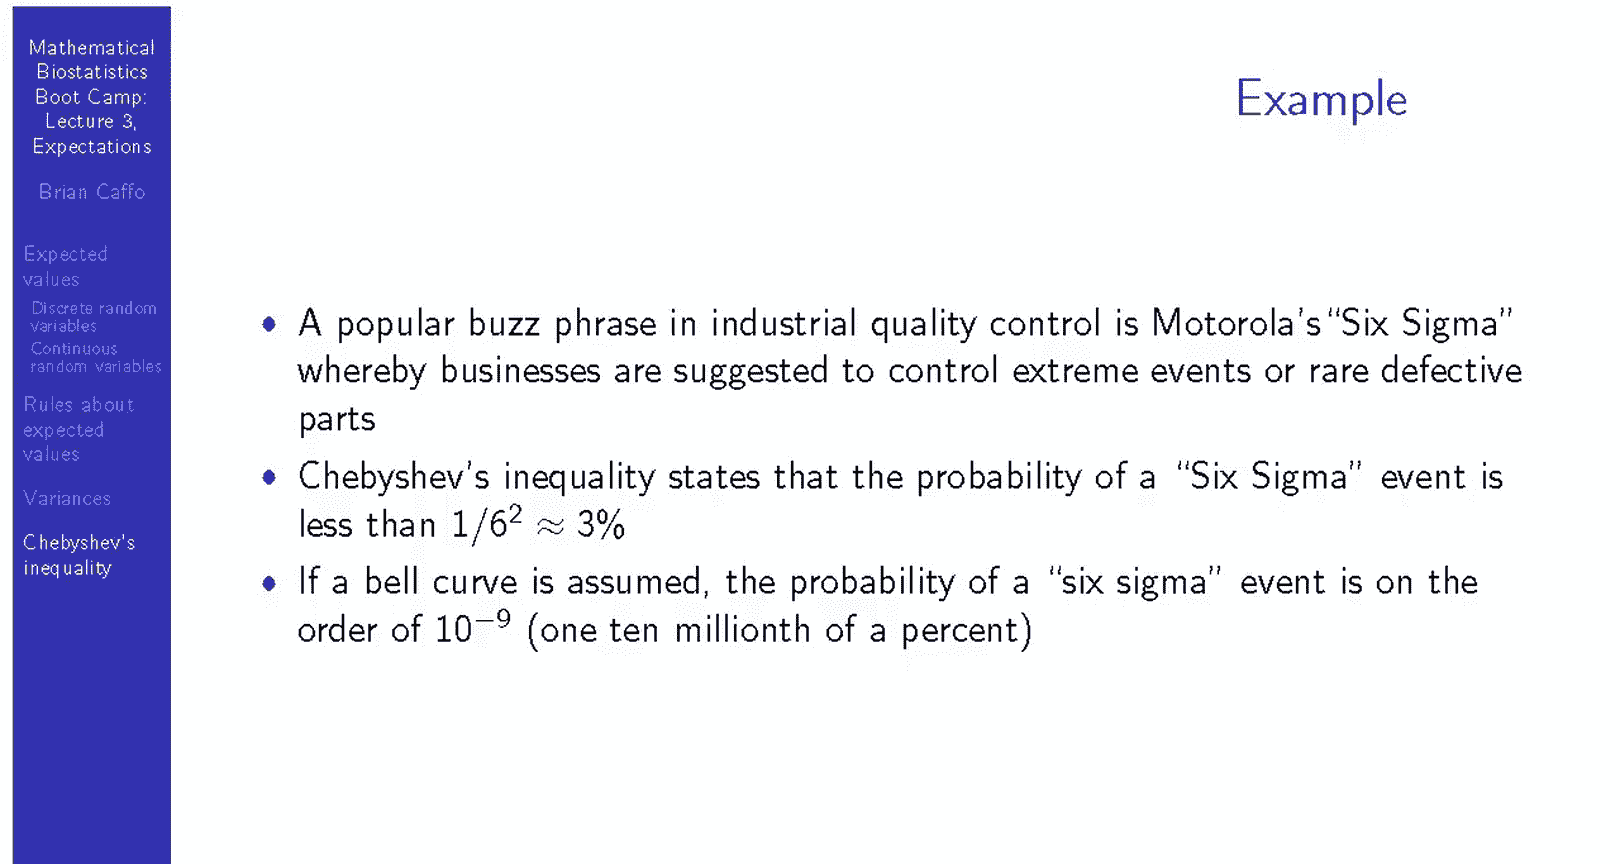 Mathematical
Biostatistics
Boot Camp:
Lecture 3,
Expectations
Brian Caffo
Expected
values
Discrete random
variables
Continuous
random variables
Rules about
expected
values
Variances
Chebyshev's
inequality
Example
• A popular buzz phrase in industrial quality control is Motorola's “Six Sigma”
whereby businesses are suggested to control extreme events or rare defective
parts
• Chebyshev's inequality states that the probability of a “Six Sigma” event is
less than 1/6² ≈ 3%
• If a bell curve is assumed, the probability of a “six sigma” event is on the
order of 10⁻⁹ (one ten millionth of a percent)